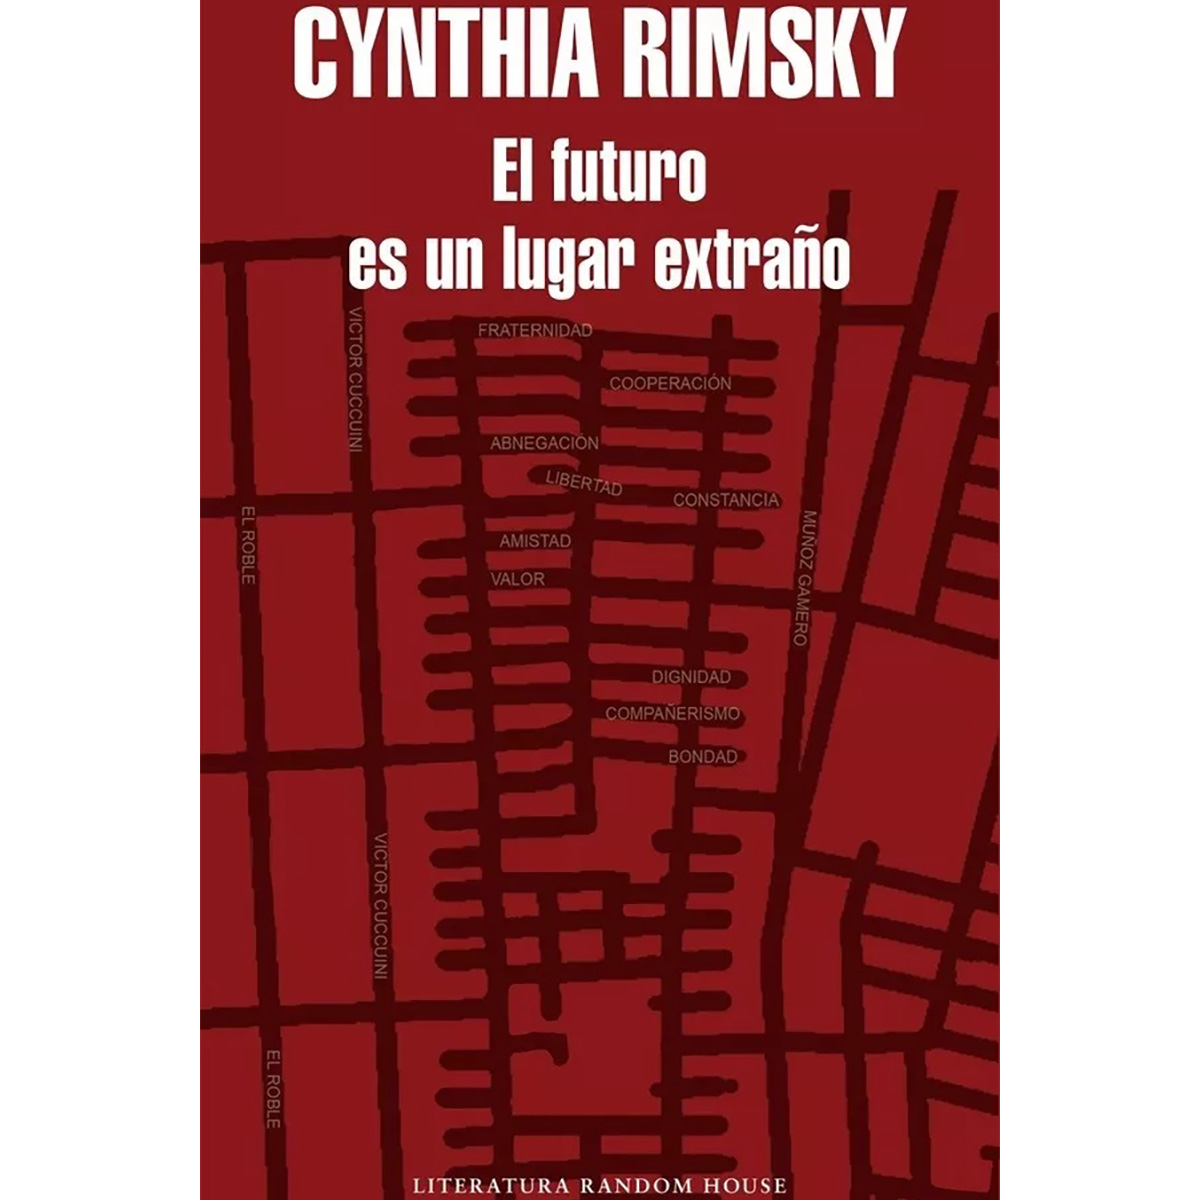 CYNTHIA RIMSKY
El futuro
es un lugar extraño
FRATERNIDAD
VICTOR CUCCUINI
COOPERACIÓN
ABNEGACIÓN
LIBERTAD
CONSTANCIA
EL ROBLE
MUÑOZ GAMERO
AMISTAD
VALOR
DIGNIDAD
COMPAÑERISMO
BONDAD
VICTOR CUCCUINI
EL ROBLE
LITERATURA RANDOM HOUSE